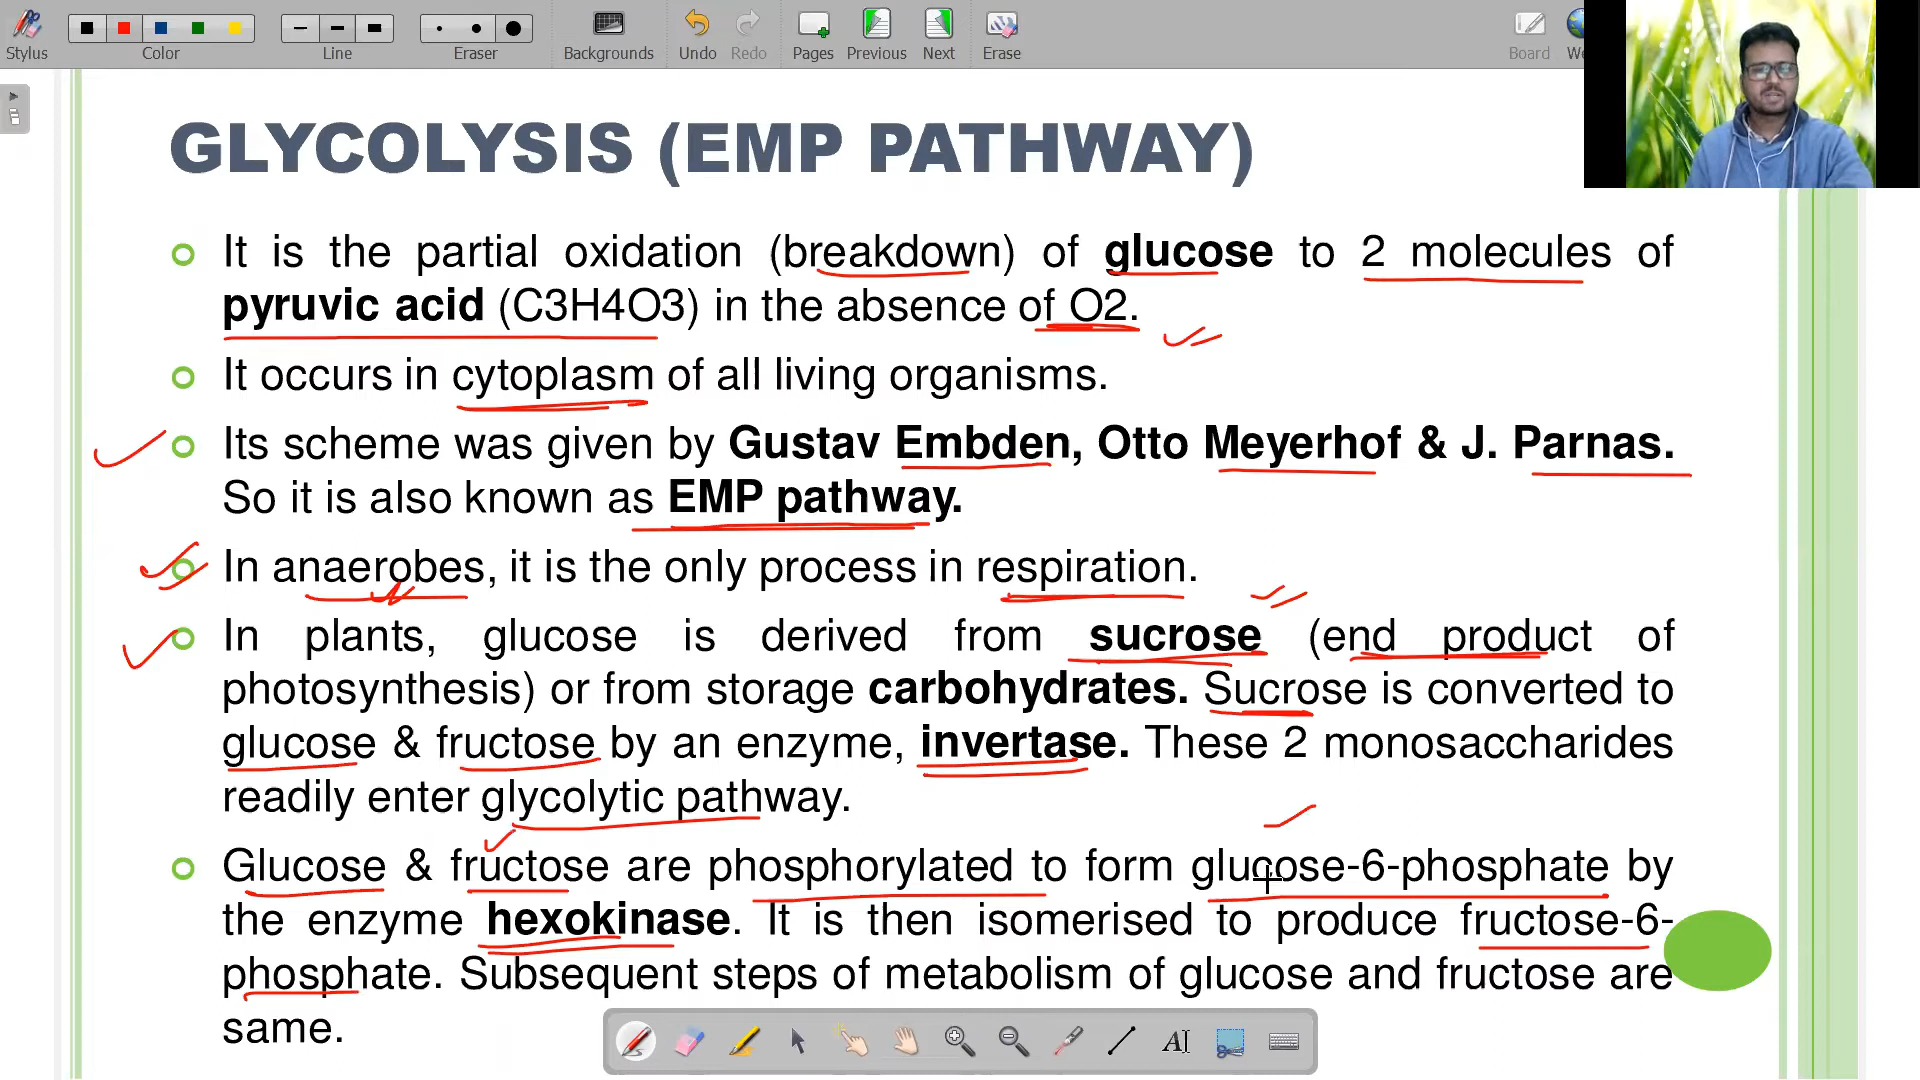 Stylus
Color
Line
Eraser
Backgrounds
Undo
Redo
Pages
Previous
Next
Erase
Board
GLYCOLYSIS (EMP PATHWAY)
It is the partial oxidation (breakdown) of glucose to 2 molecules of
pyruvic acid (C3H4O3) in the absence of O2.
It occurs in cytoplasm of all living organisms.
Its scheme was given by Gustav Embden, Otto Meyerhof & J. Parnas.
So it is also known as EMP pathway.
In anaerobes, it is the only process in respiration.
In plants, glucose is derived from sucrose (end product of
photosynthesis) or from storage carbohydrates. Sucrose is converted to
glucose & fructose by an enzyme, invertase. These 2 monosaccharides
readily enter glycolytic pathway.
Glucose & fructose are phosphorylated to form glucose-6-phosphate by
the enzyme hexokinase. It is then isomerised to produce fructose-6-
phosphate. Subsequent steps of metabolism of glucose and fructose are
same.
AI